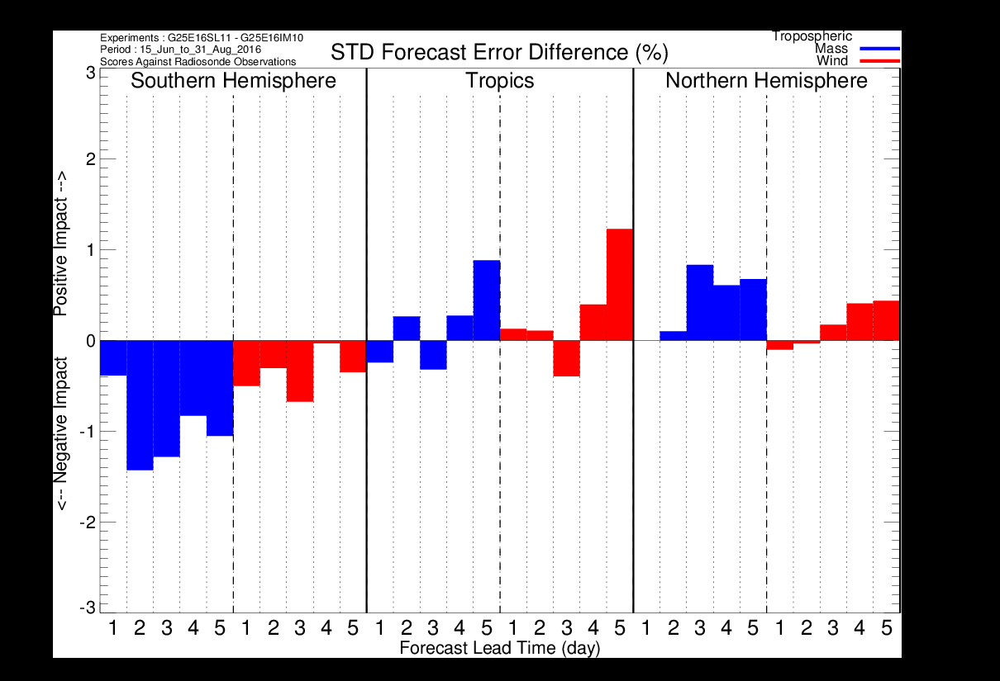 Experiments : G25E16SL11 - G25E16IM10
Period : 15_Jun_to_31_Aug_2016
Scores Against Radiosonde Observations
STD Forecast Error Difference (%)
Tropospheric
Mass
Wind
Southern Hemisphere
Tropics
Northern Hemisphere
3
2
1
0
-1
-2
-3
Positive Impact -->
<-- Negative Impact
1 2 3 4 5 1 2 3 4 5 1 2 3 4 5 1 2 3 4 5 1 2 3 4 5 1 2 3 4 5
Forecast Lead Time (day)